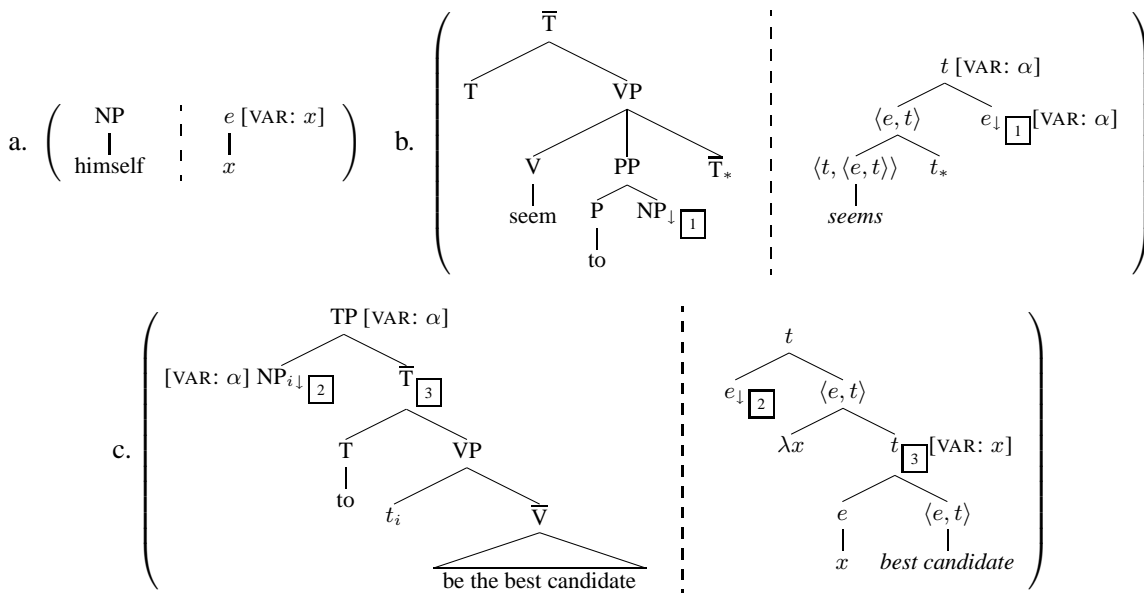 T̅
T VP
V PP T̅*
seem P NP↓ 1
to
t [VAR: α]
⟨e, t⟩ e↓ 1 [VAR: α]
⟨t, ⟨e, t⟩⟩ t*
seems
a. NP e [VAR: x] b.
himself x
TP [VAR: α]
[VAR: α] NPi↓ 2 T̅ 3
T VP
to ti V̅
be the best candidate
c.
t
e↓ 2 ⟨e, t⟩
λx t 3 [VAR: x]
e ⟨e, t⟩
x best candidate